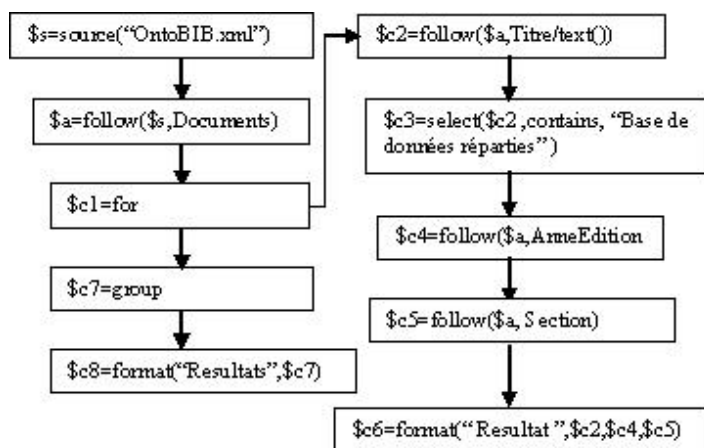 $s=source(“OntoBIB.xml”)
$a=follow($s,Documents)
$c1=for
$c7=group
$c8=format(“Resultats”,$c7)
$c2=follow($a,Titre/text())
$c3=select($c2 ,contains, “Base de
données réparties”)
$c4=follow($a,AnneEdition
$c5=follow($a, Section)
$c6=format(“ Resultat ”,$c2,$c4,$c5)